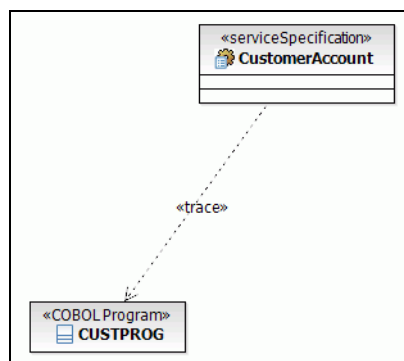 «serviceSpecification»
CustomerAccount
«trace»
«COBOL Program»
CUSTPROG